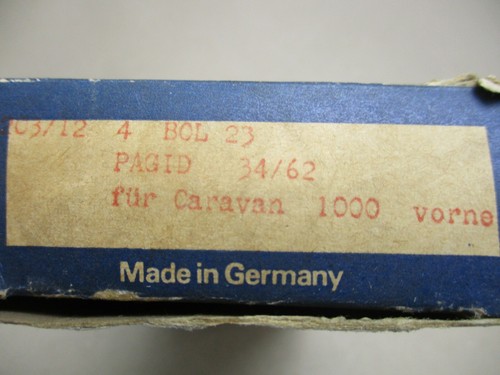 C3/12 4 BOL 23
PAGID 34/62
für Caravan 1000 vorne
Made in Germany